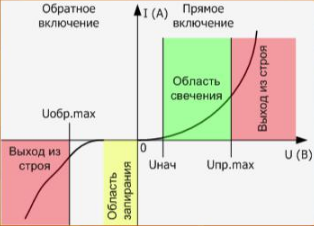 Обратное
включение
I (А)
Прямое
включение
Область
свечения
Выход из строя
Uобр.max
Выход из
строя
Область
запирания
0
Uнач
Uпр.max
U (В)